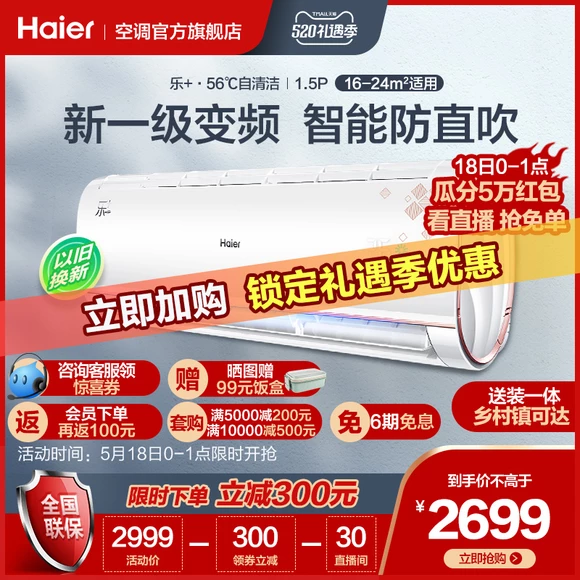 Haier 空调官方旗舰店
TMALL天猫
520礼遇季
乐+·56℃自清洁 1.5P 16-24m²适用
新一级变频 智能防直吹
18日0-1点
瓜分5万红包
看直播 抢免单
乐+
Haier
以旧
换新
立即加购 锁定礼遇季优惠
咨询客服领
惊喜券
赠
晒图赠
99元饭盒
返
会员下单
再返100元
套购
满5000减200元
满10000减500元
免
6期免息
送装一体
乡村镇可达
活动时间：5月18日0-1点限时开抢
全国
联保
限时下单 立减300元
2999 — 300 — 30
活动价 领券立减 直播间
到手价不高于
¥2699
立即抢购